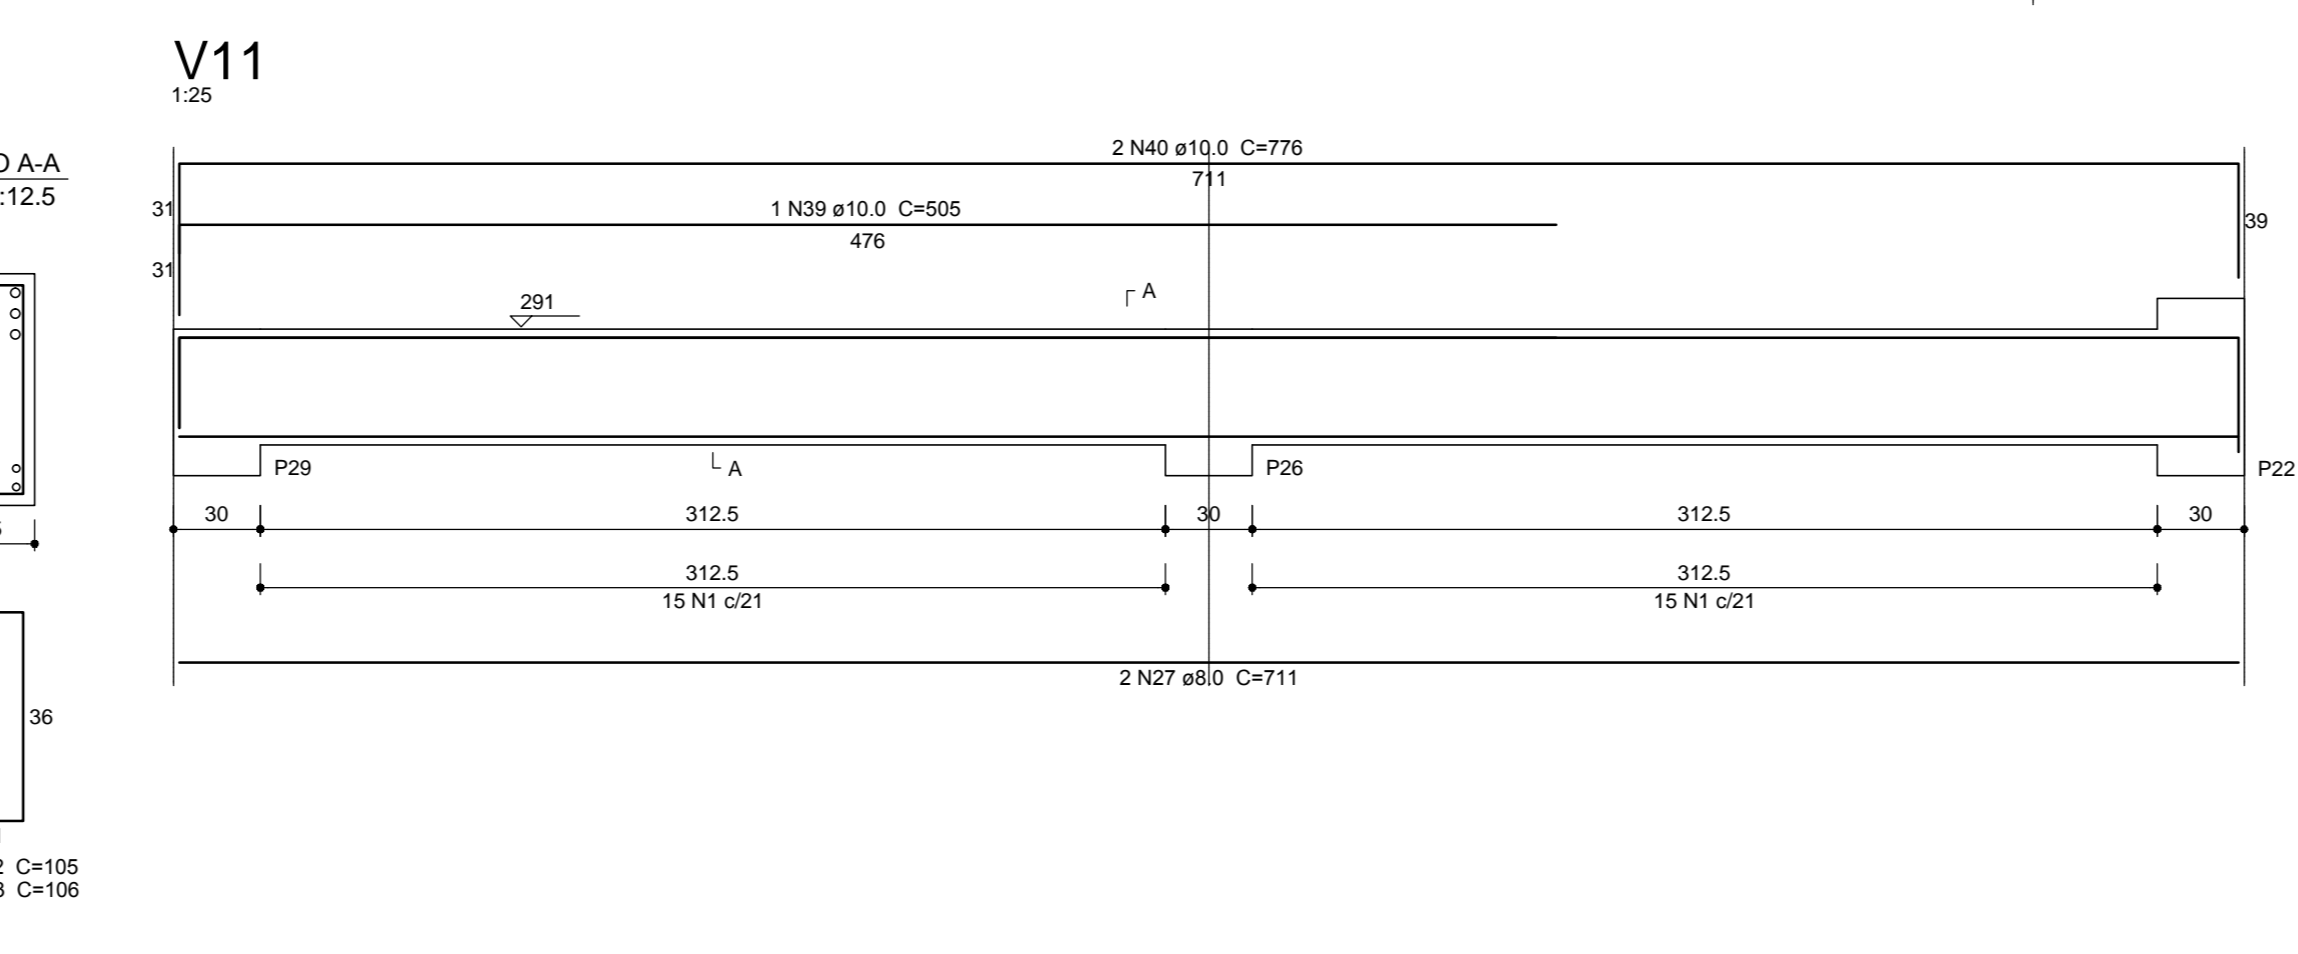 V11
1:25
2 N40 ø10.0 C=776
711
A-A
:12.5
31
1 N39 ø10.0 C=505
39
476
31
291
A
P29
A
P26
P22
30
312.5
30
312.5
30
312.5
312.5
15 N1 c/21
15 N1 c/21
2 N27 ø8.0 C=711
36
C=105
C=106